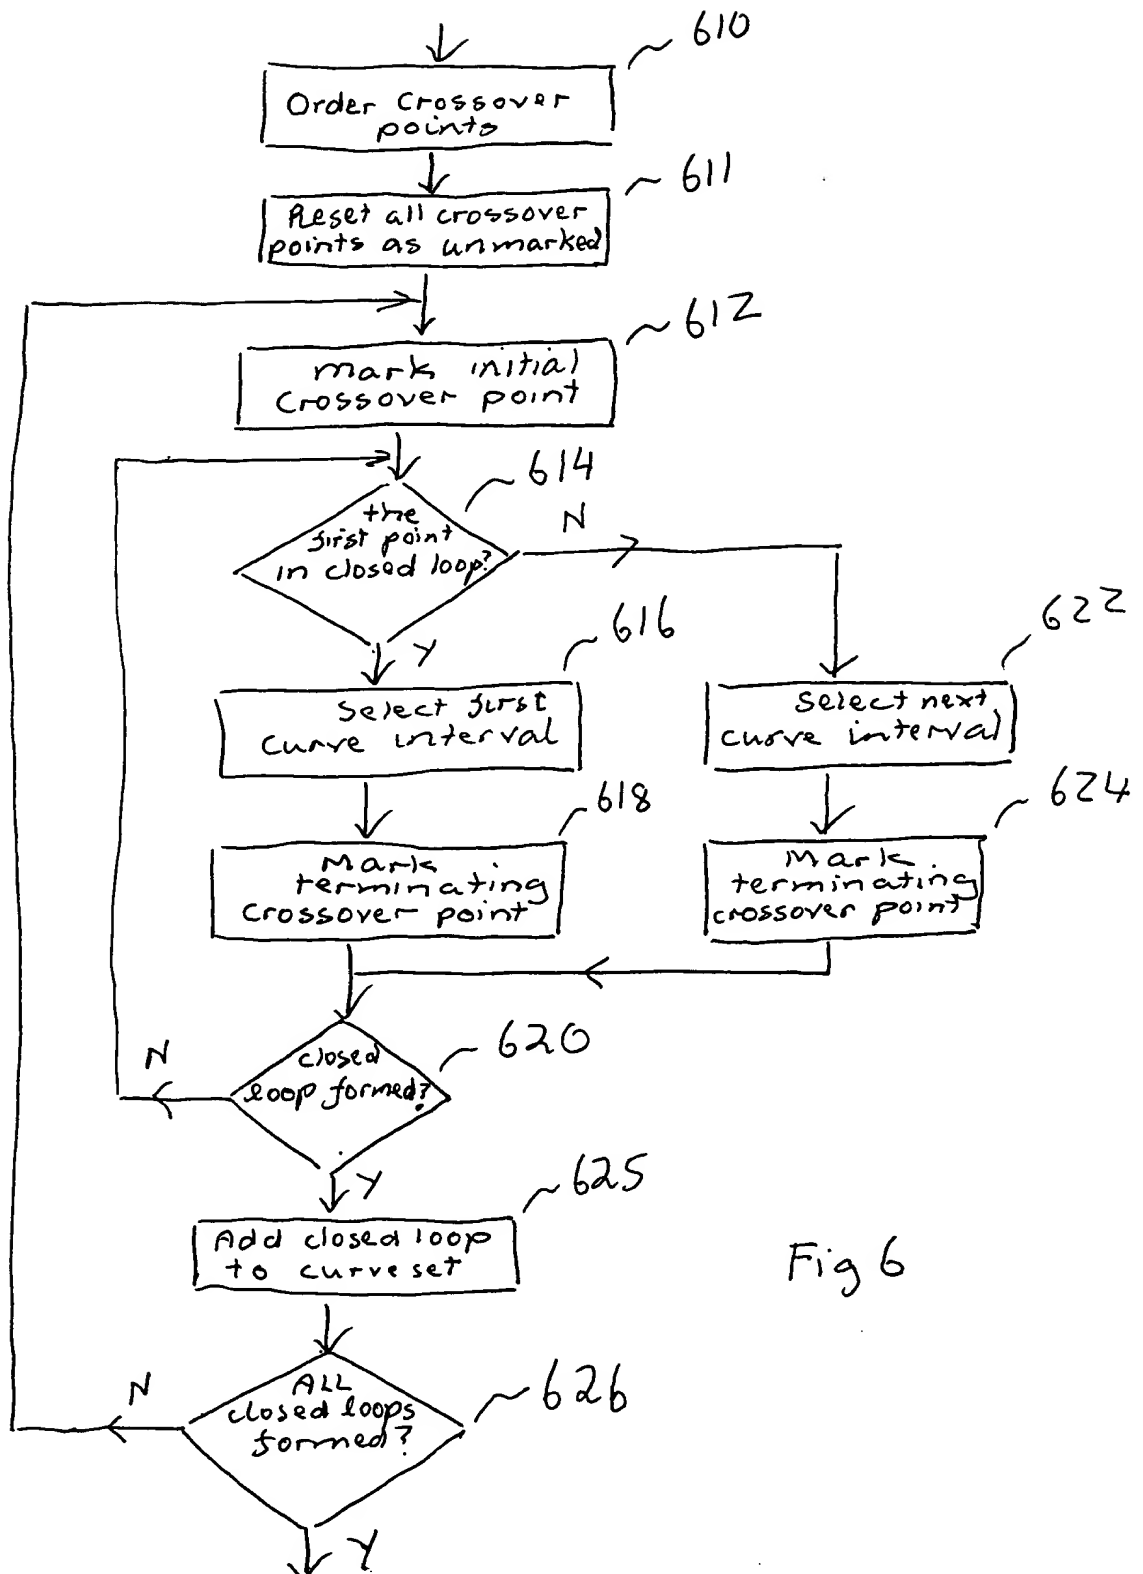 610
Order Crossover
points
611
Reset all crossover
points as unmarked
612
mark initial
Crossover point
614
the
first point
in closed loop?
N
Y
616
Select first
curve interval
622
Select next
curve interval
618
Mark
terminating
crossover point
624
Mark
terminating
crossover point
620
closed
loop formed?
N
Y
625
Add closed loop
to curve set
Fig 6
626
ALL
closed loops
formed?
N
Y